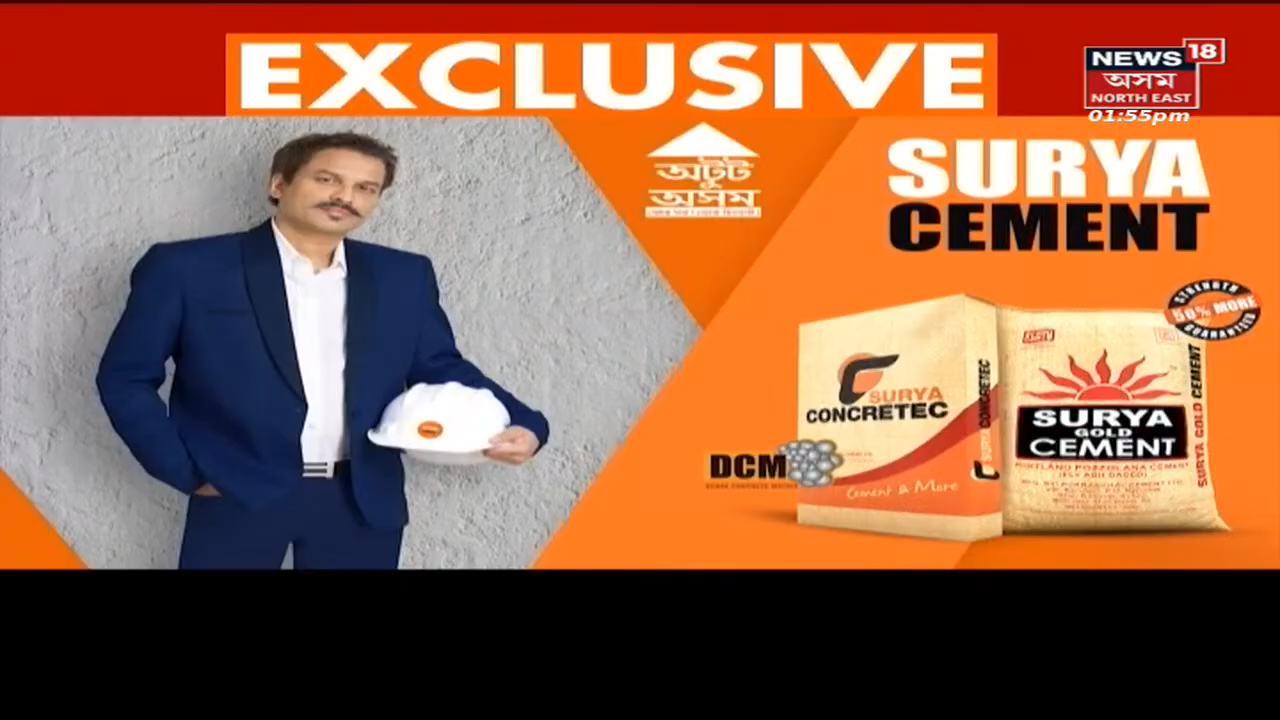 EXCLUSIVE
NEWS 18
অসম
NORTH EAST
01:55pm
অটুট
অসম
SURYA
CEMENT
STRENGTH
50% MORE
GUARANTEED
SURYA
CONCRETEC
SURYA CONCRETEC
Cement & More
DCM
SURYA
GOLD
CEMENT
PORTLAND POZZOLANA CEMENT
SURYA GOLD CEMENT